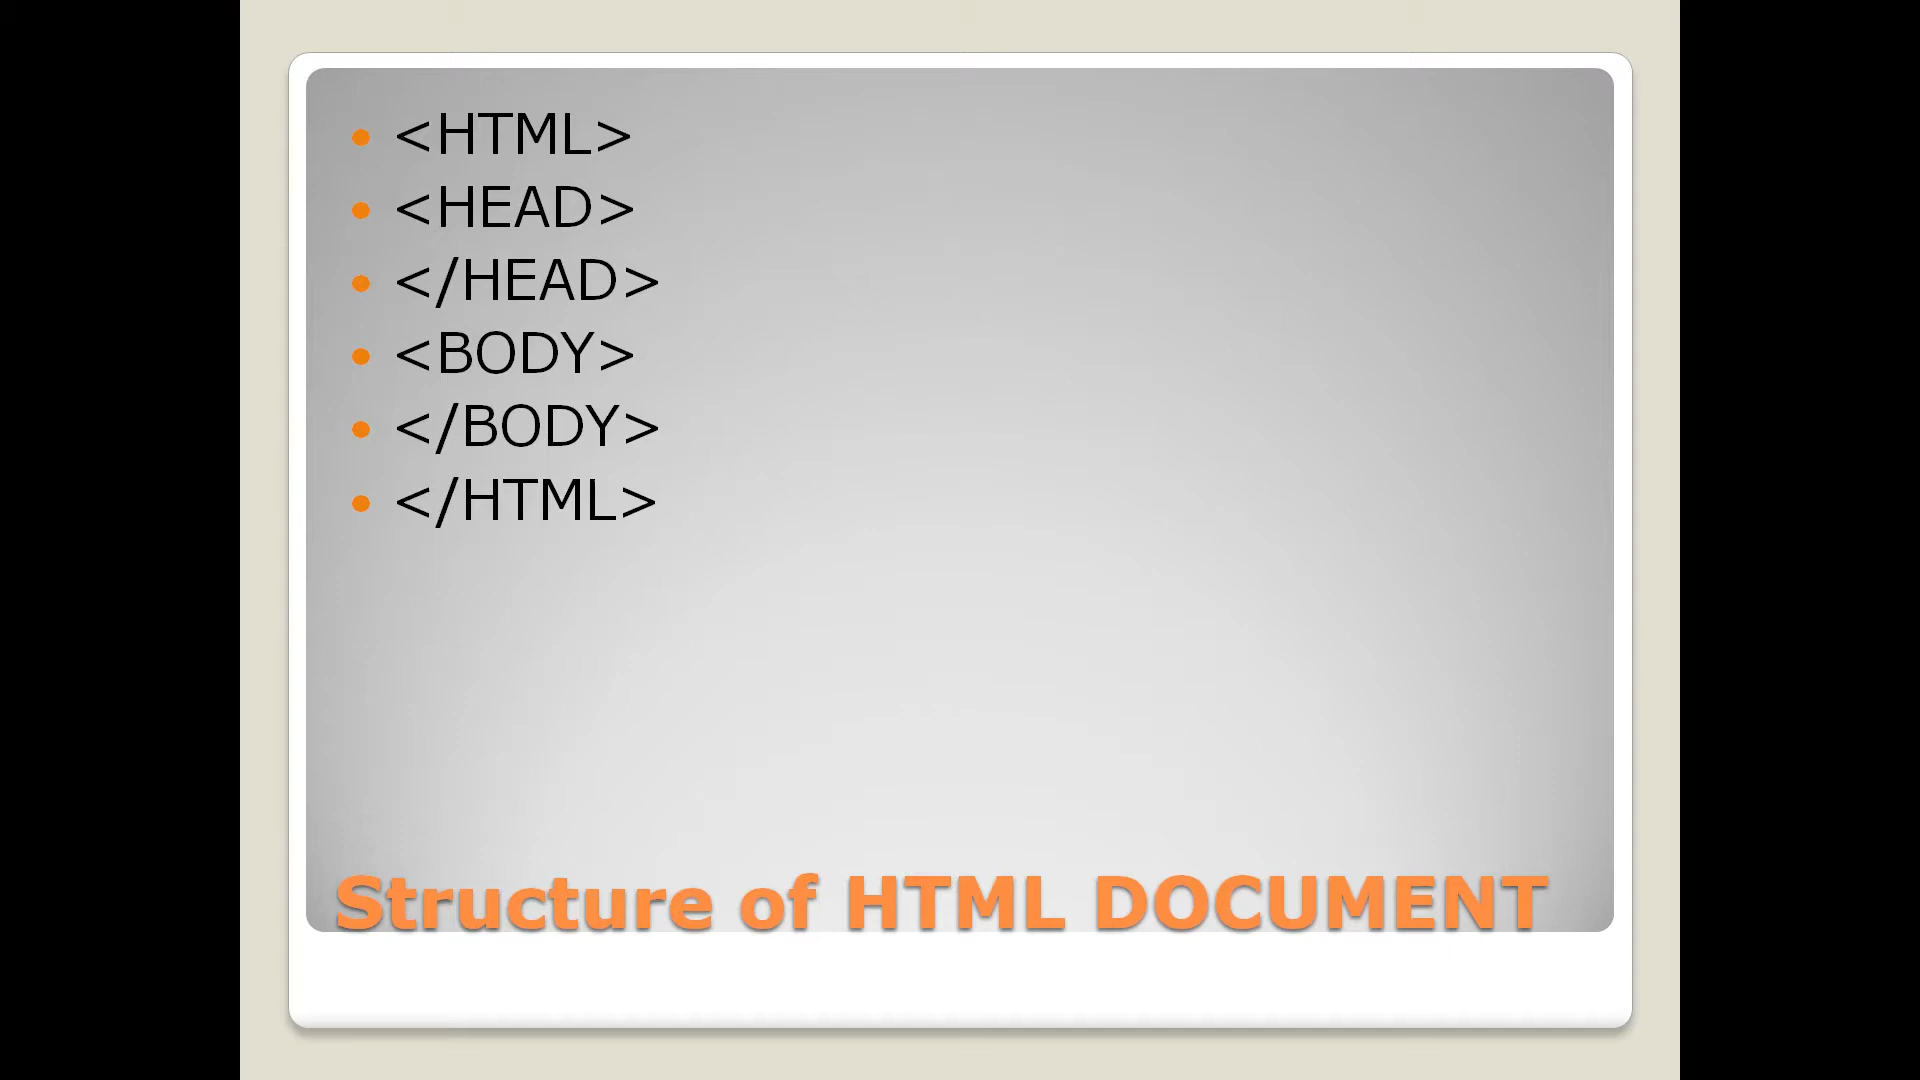 • <HTML>
• <HEAD>
• </HEAD>
• <BODY>
• </BODY>
• </HTML>
Structure of HTML DOCUMENT